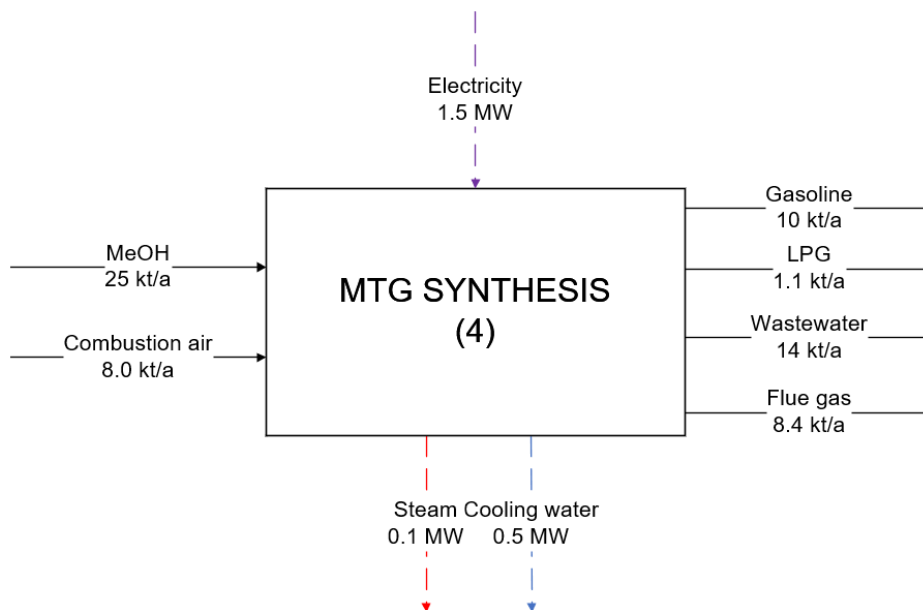 Electricity
1.5 MW
MeOH
25 kt/a
Combustion air
8.0 kt/a
MTG SYNTHESIS
(4)
Gasoline
10 kt/a
LPG
1.1 kt/a
Wastewater
14 kt/a
Flue gas
8.4 kt/a
Steam
0.1 MW
Cooling water
0.5 MW